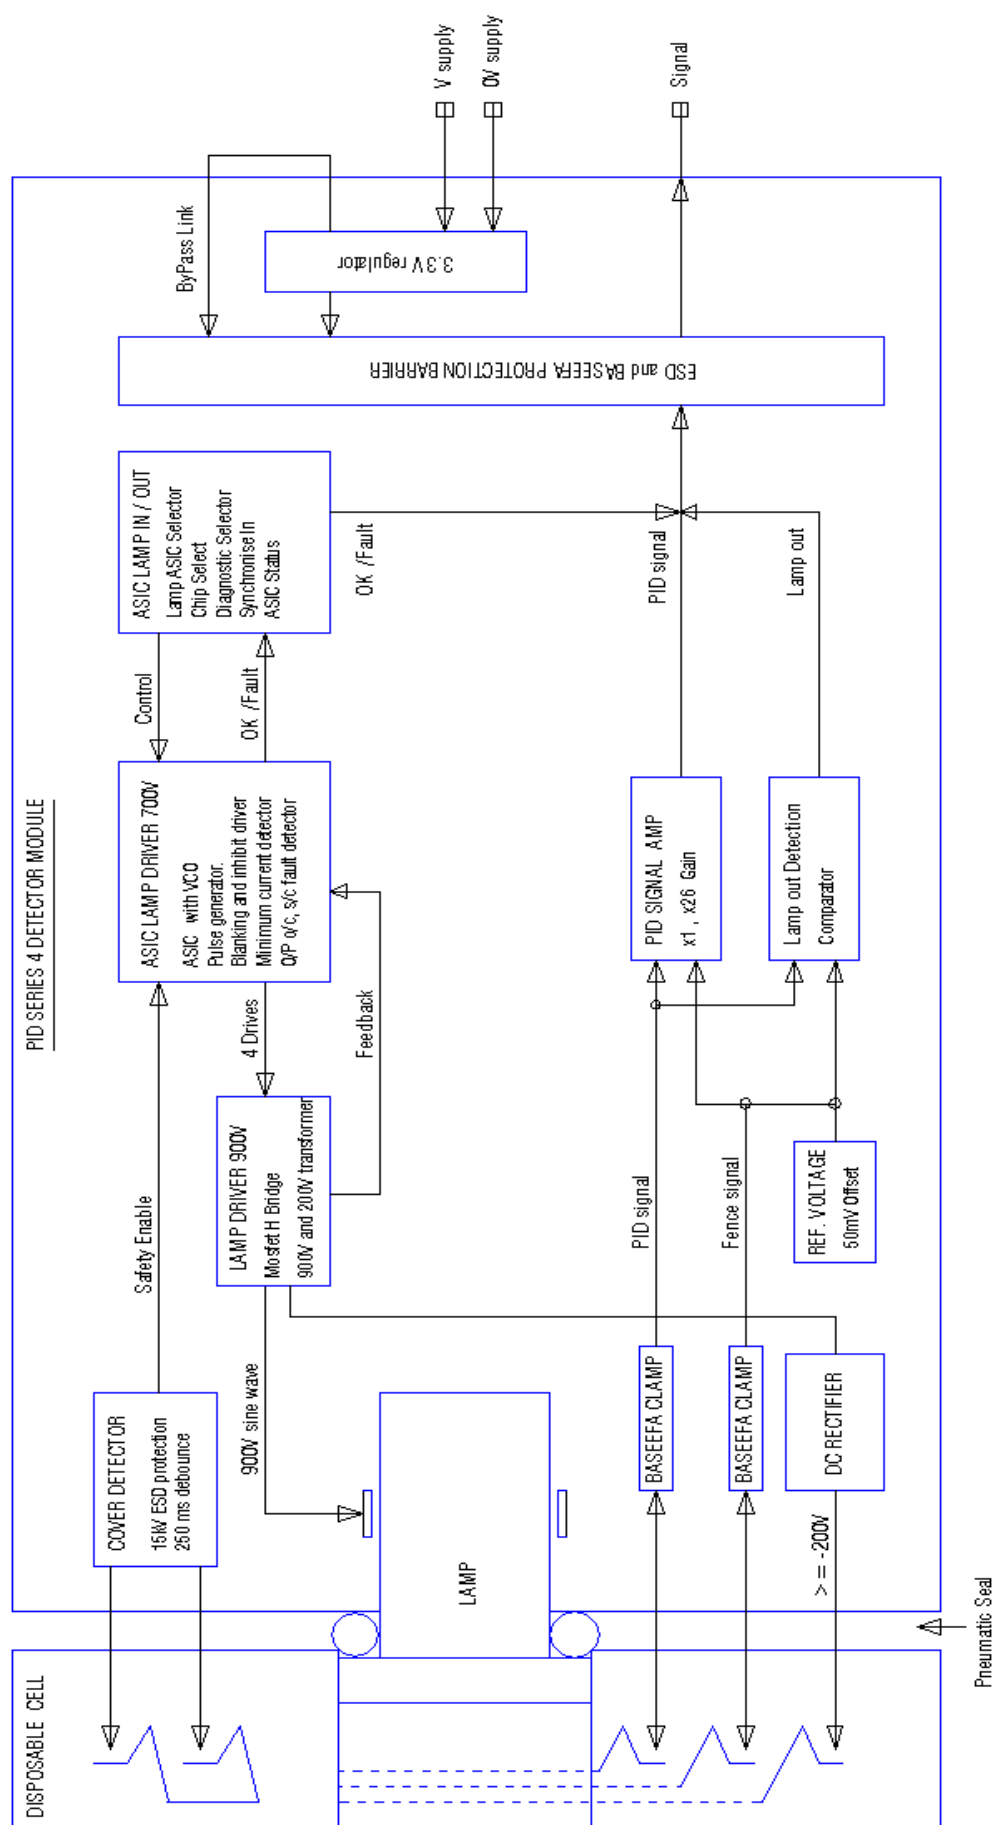 PID SERIES 4 DETECTOR MODULE
DISPOSABLE CELL
COVER DETECTOR
15kV ESD protection
250 ms debounce
Safety Enable
ASIC LAMP DRIVER 700V
ASIC with VCO
Pulse generator.
Blanking and inhibit driver
Minimum current detector
O/P o/c, s/c fault detector
Control
OK /Fault
ASIC LAMP IN / OUT
Lamp ASIC Selector
Chip Select
Diagnostic Selector
Synchronise In
ASIC Status
ByPass Link
LAMP DRIVER 900V
Mosfet H Bridge
900V and 200V transformer
4 Drives
Feedback
900V sine wave
OK /Fault
3.3V regulator
V supply
0V supply
ESD and BASEEFA PROTECTION BARRIER
LAMP
BASEEFA CLAMP
PID signal
PID SIGNAL AMP
x1 , x26 Gain
PID signal
Signal
BASEEFA CLAMP
Fence signal
DC RECTIFIER
> = -200V
REF. VOLTAGE
50mV Offset
Lamp out Detection
Comparator
Lamp out
Pneumatic Seal